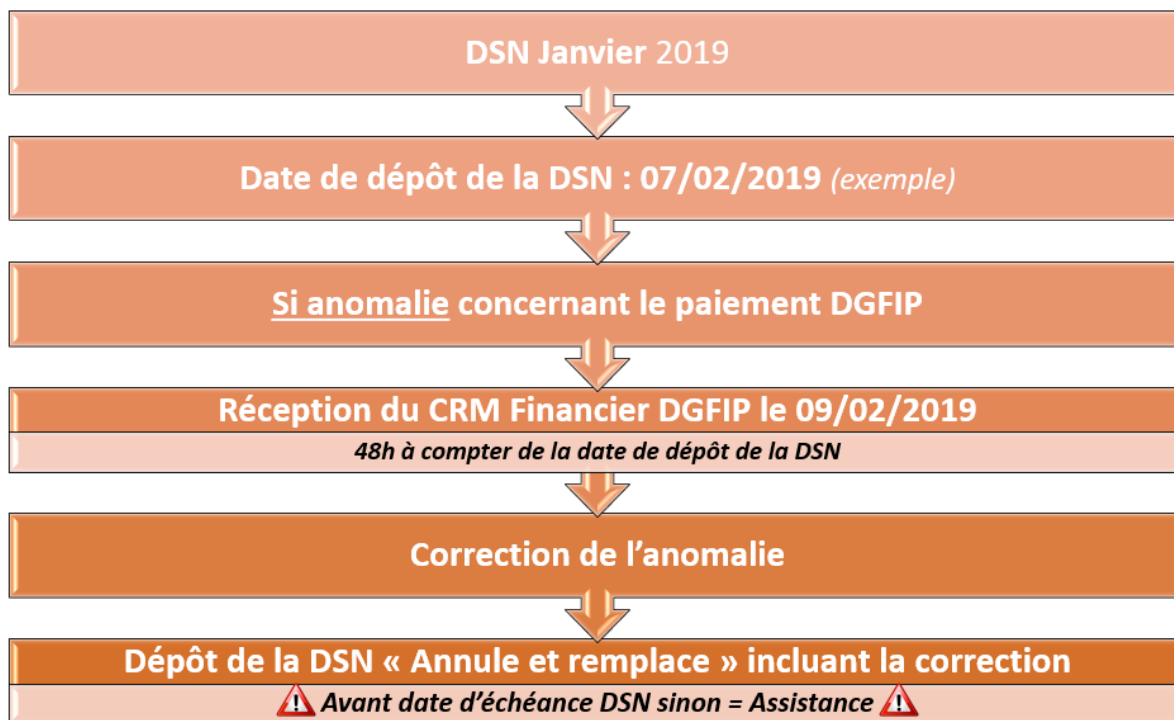 DSN Janvier 2019
Date de dépôt de la DSN : 07/02/2019 (exemple)
Si anomalie concernant le paiement DGFIP
Réception du CRM Financier DGFIP le 09/02/2019
48h à compter de la date de dépôt de la DSN
Correction de l’anomalie
Dépôt de la DSN « Annule et remplace » incluant la correction
Avant date d’échéance DSN sinon = Assistance